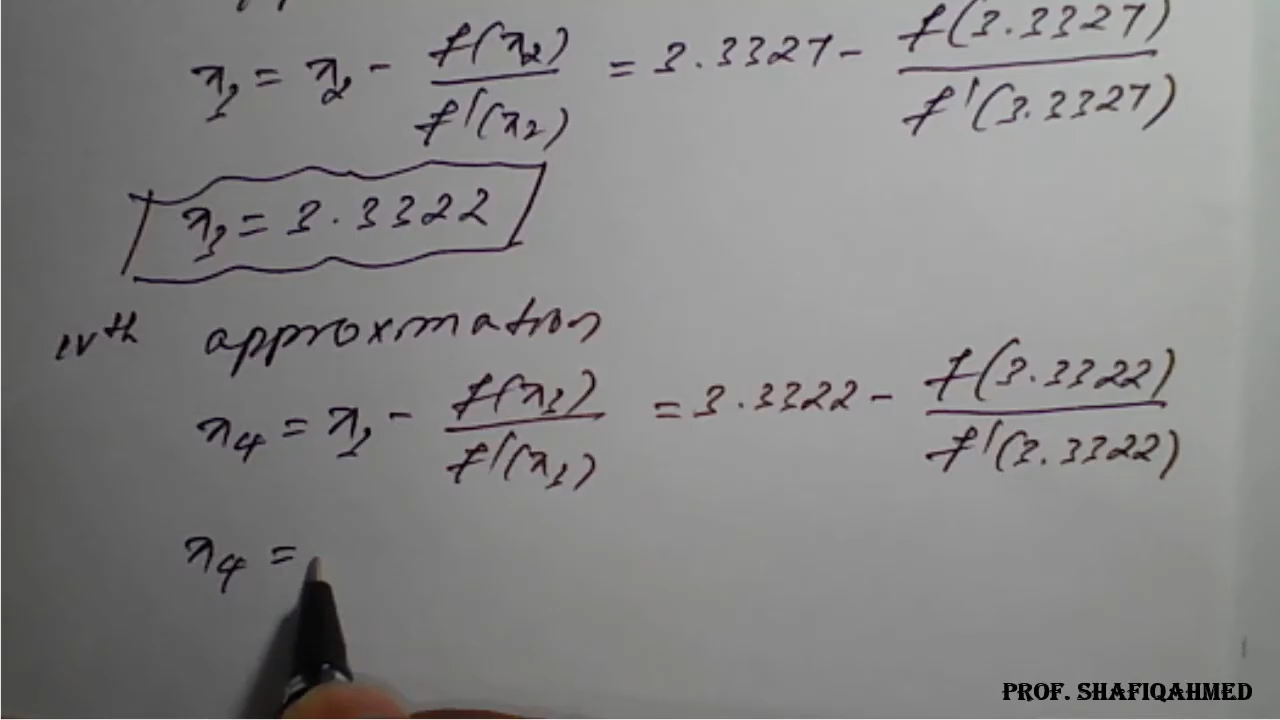 x₃ = x₂ - f(x₂)/f'(x₂) = 3.3327 - f(3.3327)/f'(3.3327)
x₃ = 3.3322
ivth approximation
x₄ = x₃ - f(x₃)/f'(x₃) = 3.3322 - f(3.3322)/f'(3.3322)
x₄ =
PROF. SHAFIQAHMED